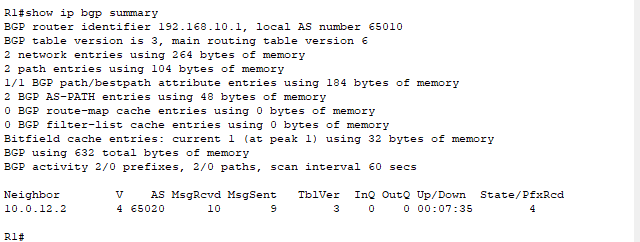 R1#show ip bgp summary
BGP router identifier 192.168.10.1, local AS number 65010
BGP table version is 3, main routing table version 6
2 network entries using 264 bytes of memory
2 path entries using 104 bytes of memory
1/1 BGP path/bestpath attribute entries using 184 bytes of memory
2 BGP AS-PATH entries using 48 bytes of memory
0 BGP route-map cache entries using 0 bytes of memory
0 BGP filter-list cache entries using 0 bytes of memory
Bitfield cache entries: current 1 (at peak 1) using 32 bytes of memory
BGP using 632 total bytes of memory
BGP activity 2/0 prefixes, 2/0 paths, scan interval 60 secs
Neighbor V AS MsgRcvd MsgSent TblVer InQ OutQ Up/Down State/PfxRcd
10.0.12.2 4 65020 10 9 3 0 0 00:07:35 4
R1#